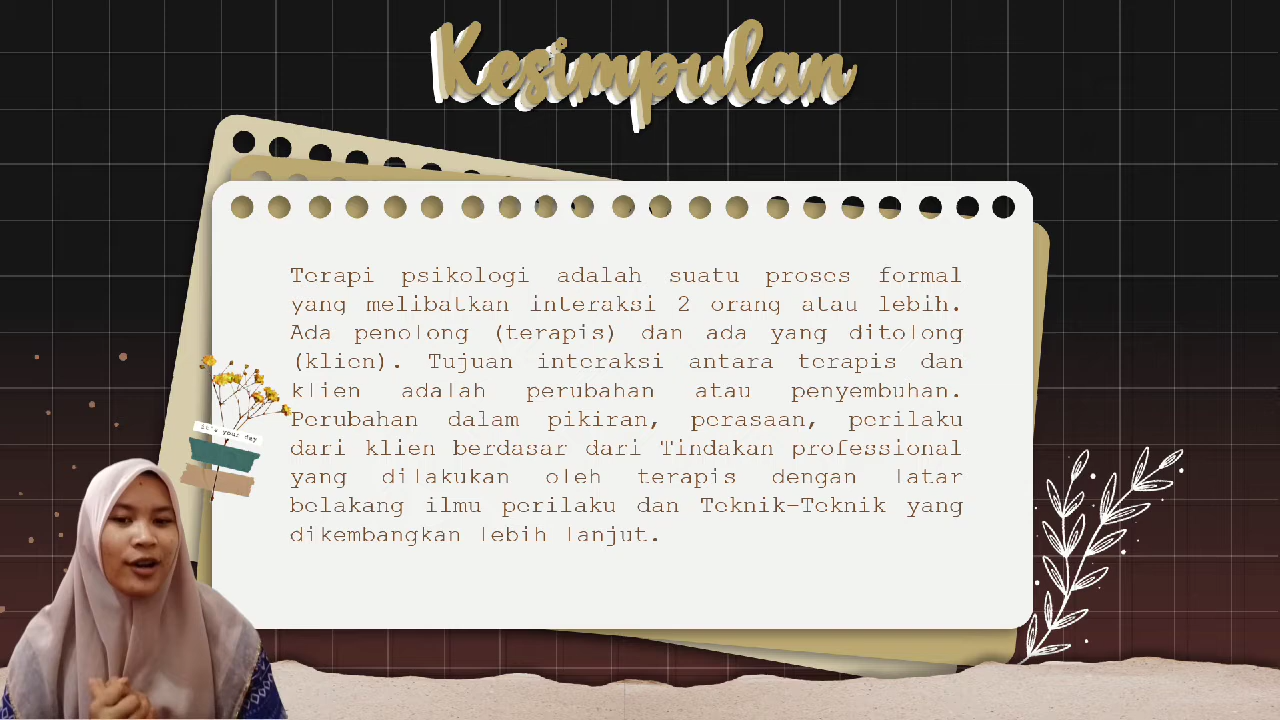 Kesimpulan
Terapi psikologi adalah suatu proses formal
yang melibatkan interaksi 2 orang atau lebih.
Ada penolong (terapis) dan ada yang ditolong
(klien). Tujuan interaksi antara terapis dan
klien adalah perubahan atau penyembuhan.
Perubahan dalam pikiran, perasaan, perilaku
dari klien berdasar dari Tindakan professional
yang dilakukan oleh terapis dengan latar
belakang ilmu perilaku dan Teknik-Teknik yang
dikembangkan lebih lanjut.
it's your day